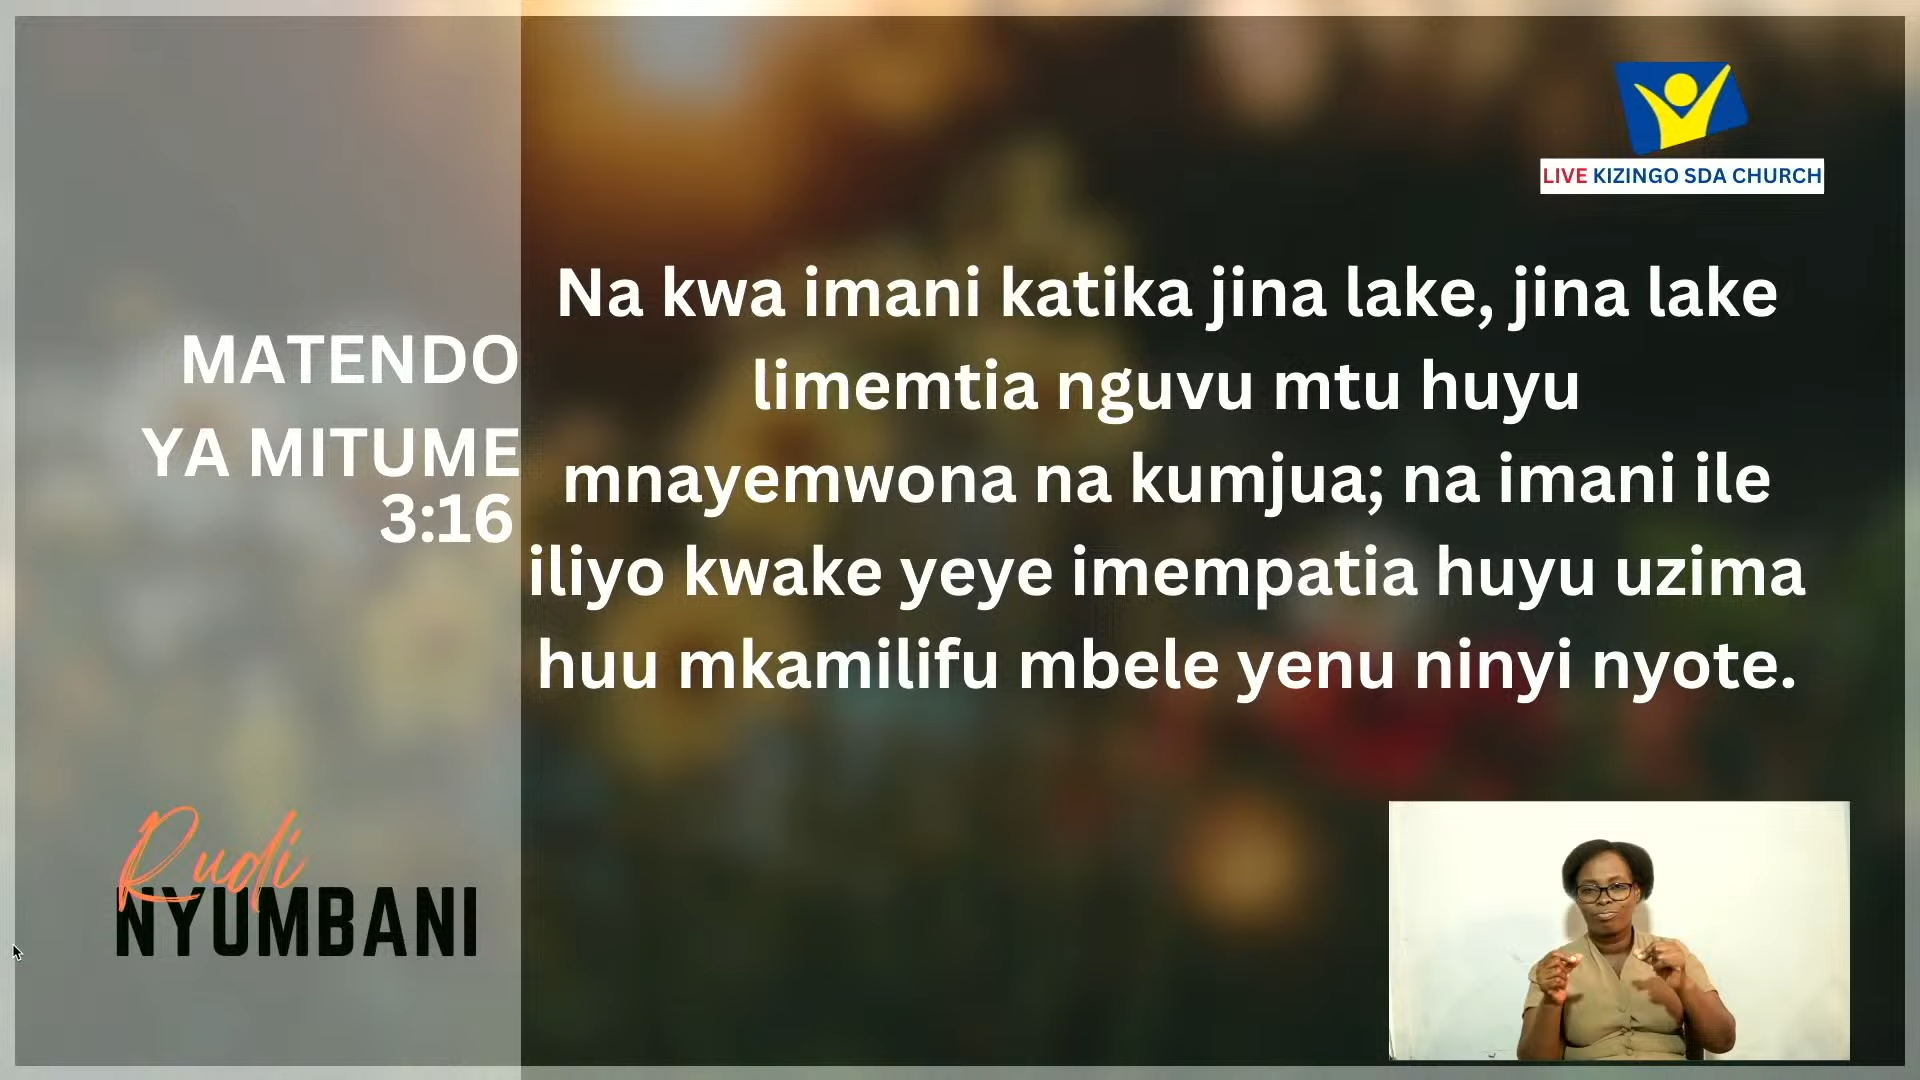 LIVE KIZINGO SDA CHURCH
MATENDO
YA MITUME
3:16
Na kwa imani katika jina lake, jina lake
limemtia nguvu mtu huyu
mnayemwona na kumjua; na imani ile
iliyo kwake yeye imempatia huyu uzima
huu mkamilifu mbele yenu ninyi nyote.
Rudi
NYUMBANI